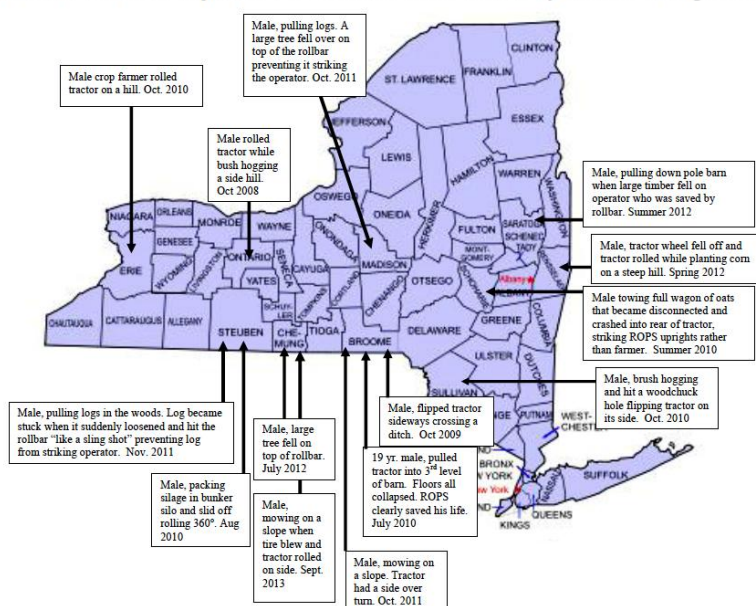 Male, pulling logs. A
large tree fell over on
top of the rollbar
preventing it striking
the operator. Oct. 2011
Male crop farmer rolled
tractor on a hill. Oct. 2010
Male rolled
tractor while
bush hogging
a side hill.
Oct 2008
Male, pulling down pole barn
when large timber fell on
operator who was saved by
rollbar. Summer 2012
Male, tractor wheel fell off and
tractor rolled while planting corn
on a steep hill. Spring 2012
Male towing full wagon of oats
that became disconnected and
crashed into rear of tractor,
striking ROPS uprights rather
than farmer. Summer 2010
Male, brush hogging
and hit a woodchuck
hole flipping tractor on
its side. Oct. 2010
Male, pulling logs in the woods. Log became
stuck when it suddenly loosened and hit the
rollbar "like a sling shot" preventing log
from striking operator. Nov. 2011
Male, packing
silage in bunker
silo and slid off
rolling 360°. Aug
2010
Male, large
tree fell on
top of rollbar.
July 2012
Male,
mowing on a
slope when
tire blew and
tractor rolled
on side. Sept.
2013
Male, flipped tractor
sideways crossing a
ditch. Oct 2009
19 yr. male, pulled
tractor into 3rd level
of barn. Floors all
collapsed. ROPS
clearly saved his life.
July 2010
Male, mowing on
a slope. Tractor
had a side over
turn. Oct. 2011
CLINTON
FRANKLIN
ST. LAWRENCE
ESSEX
JEFFERSON
LEWIS
HAMILTON
WARREN
WASHINGTON
OSWEGO
ONEIDA
HERKIMER
FULTON
SARATOGA
SCHENEC
TADY
MONT-
GOMERY
NIAGARA
ORLEANS
MONROE
WAYNE
GENESEE
ERIE
WYOMING
LIVINGSTON
ONTARIO
YATES
SENECA
CAYUGA
ONONDAGA
MADISON
CORTLAND
CHENANGO
OTSEGO
SCHOHARIE
Albany
ALBANY
SCHUY-
LER
TOMPKINS
CHAUTAUQUA
CATTARAUGUS
ALLEGANY
STEUBEN
CHE-
MUNG
TIOGA
BROOME
DELAWARE
GREENE
COLUMBIA
ULSTER
DUTCHES
SULLIVAN
NGE
PUTNAM
WEST-
CHESTER
ND
BRONX
W YORK
w York
ND
KINGS
QUEENS
NASSAU
SUFFOLK